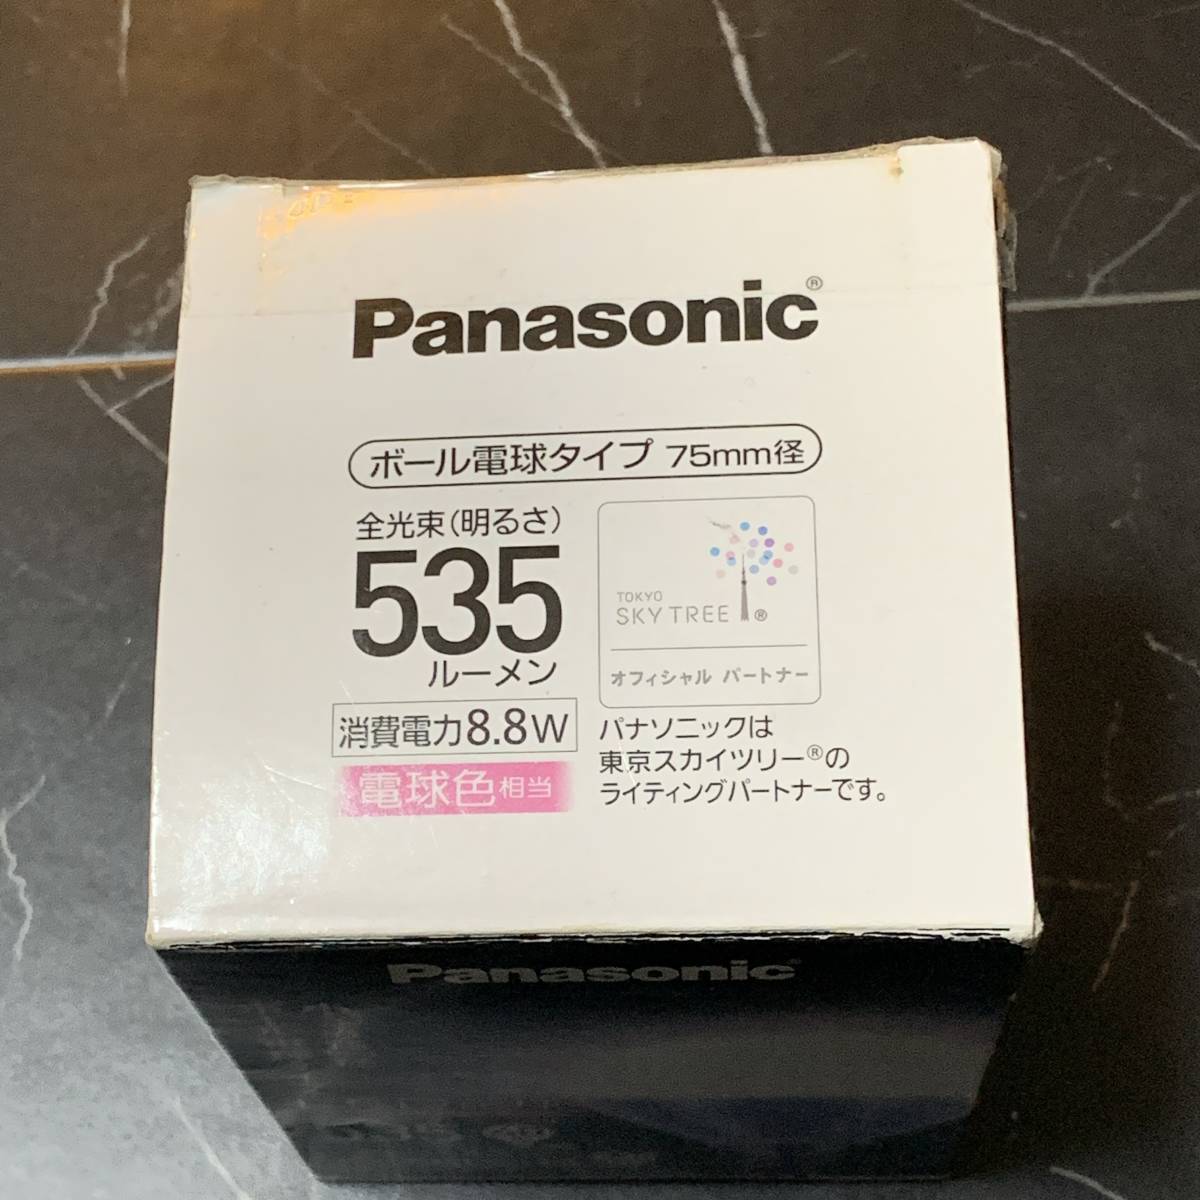 Panasonic®
ボール電球タイプ 75mm径
全光束(明るさ)
535
ルーメン
消費電力8.8W
電球色相当
TOKYO
SKY TREE®
オフィシャル パートナー
パナソニックは
東京スカイツリー®の
ライティングパートナーです。
Panasonic